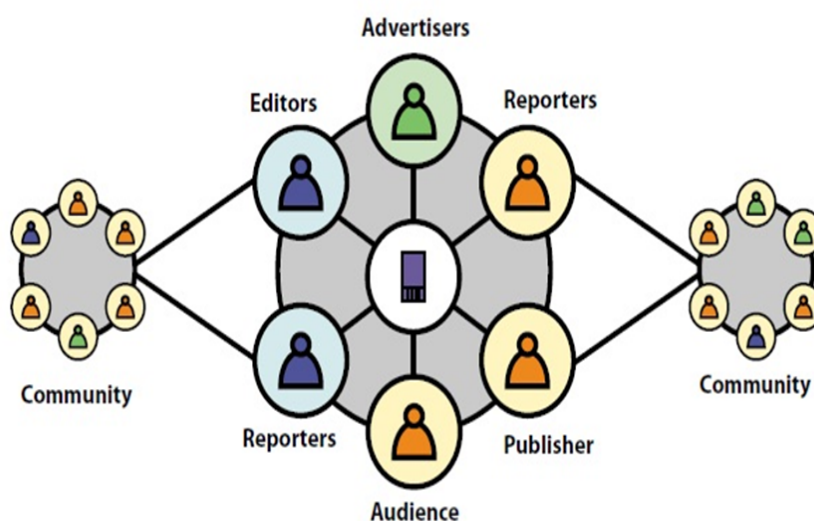 Advertisers
Editors
Reporters
Community
Community
Reporters
Publisher
Audience